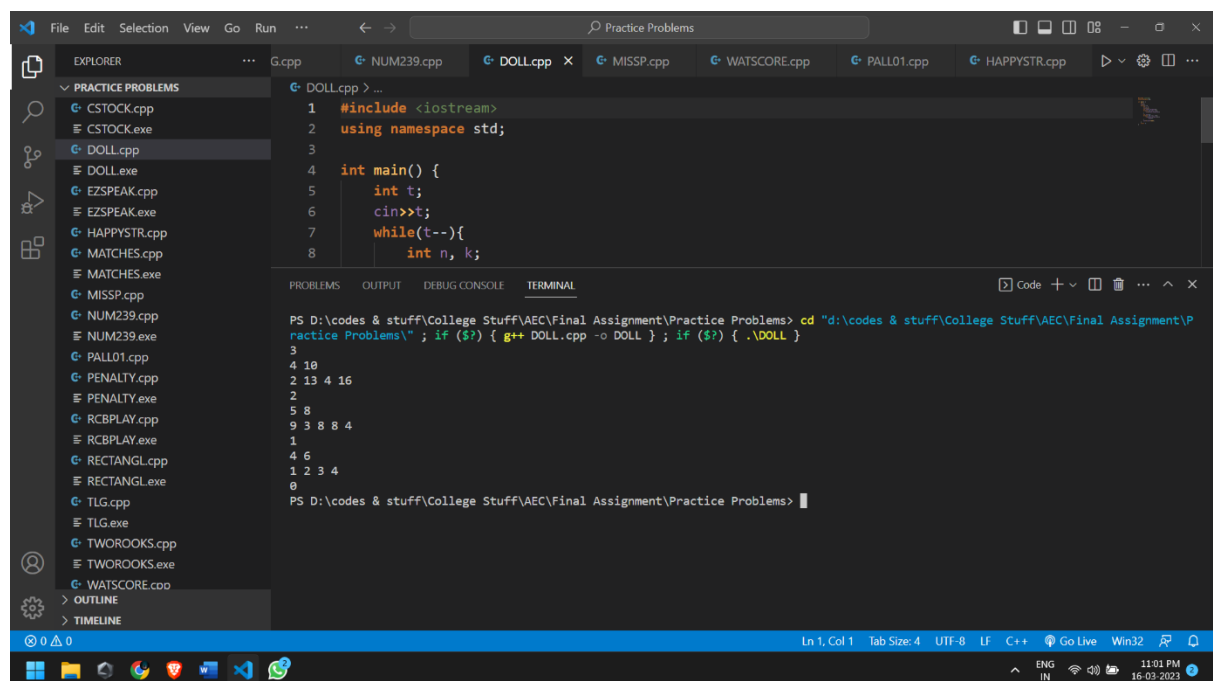 File Edit Selection View Go Run ··· ← → Practice Problems
EXPLORER ···
PRACTICE PROBLEMS
CSTOCK.cpp
CSTOCK.exe
DOLL.cpp
DOLL.exe
EZSPEAK.cpp
EZSPEAK.exe
HAPPYSTR.cpp
MATCHES.cpp
MATCHES.exe
MISSP.cpp
NUM239.cpp
NUM239.exe
PALL01.cpp
PENALTY.cpp
PENALTY.exe
RCBPLAY.cpp
RCBPLAY.exe
RECTANGL.cpp
RECTANGL.exe
TLG.cpp
TLG.exe
TWOROOKS.cpp
TWOROOKS.exe
WATSCORE.cpp
OUTLINE
TIMELINE
G.cpp NUM239.cpp DOLL.cpp MISSP.cpp WATSCORE.cpp PALL01.cpp HAPPYSTR.cpp ···
DOLL.cpp > ...
1 #include <iostream>
2 using namespace std;
3
4 int main() {
5 int t;
6 cin>>t;
7 while(t--){
8 int n, k;
PROBLEMS OUTPUT DEBUG CONSOLE TERMINAL Code
PS D:\codes & stuff\College Stuff\AEC\Final Assignment\Practice Problems> cd "d:\codes & stuff\College Stuff\AEC\Final Assignment\P
ractice Problems\" ; if ($?) { g++ DOLL.cpp -o DOLL } ; if ($?) { .\DOLL }
3
4 10
2 13 4 16
2
5 8
9 3 8 8 4
1
4 6
1 2 3 4
0
PS D:\codes & stuff\College Stuff\AEC\Final Assignment\Practice Problems>
0 0 Ln 1, Col 1 Tab Size: 4 UTF-8 LF C++ Go Live Win32
ENG
IN
11:01 PM
16-03-2023
2